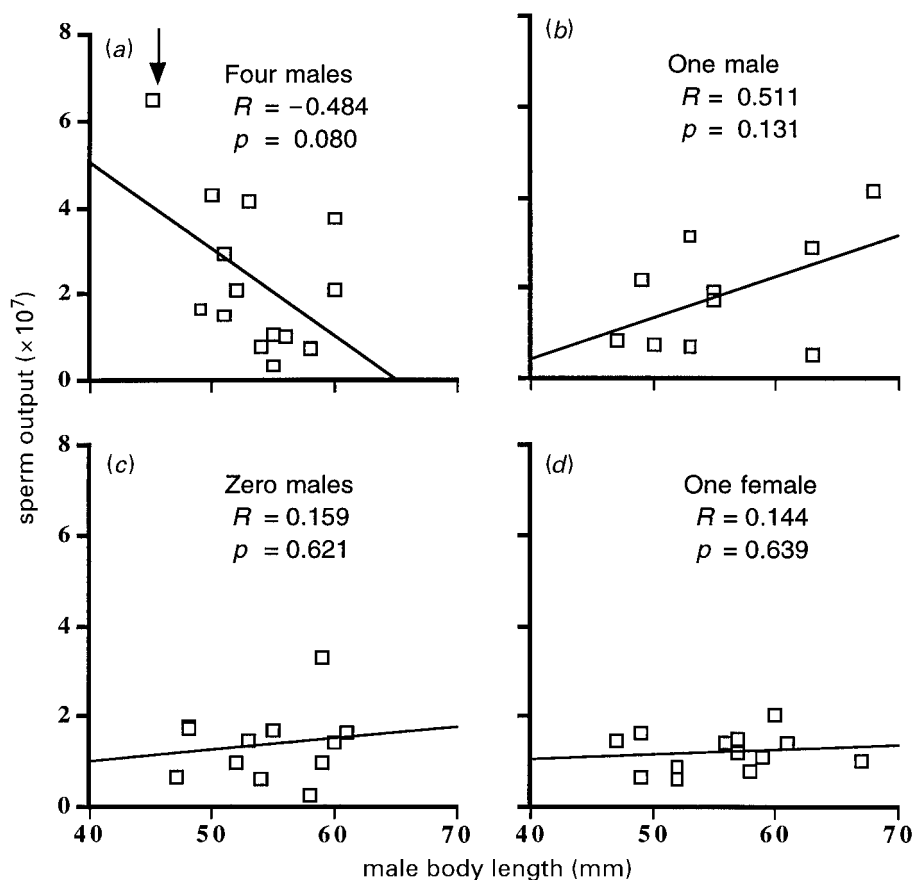 (a)
Four males
R = −0.484
p = 0.080
8
6
4
2
0
(b)
One male
R = 0.511
p = 0.131
sperm output (×10⁷)
(c)
Zero males
R = 0.159
p = 0.621
8
6
4
2
0
40 50 60 70
(d)
One female
R = 0.144
p = 0.639
40 50 60 70
male body length (mm)